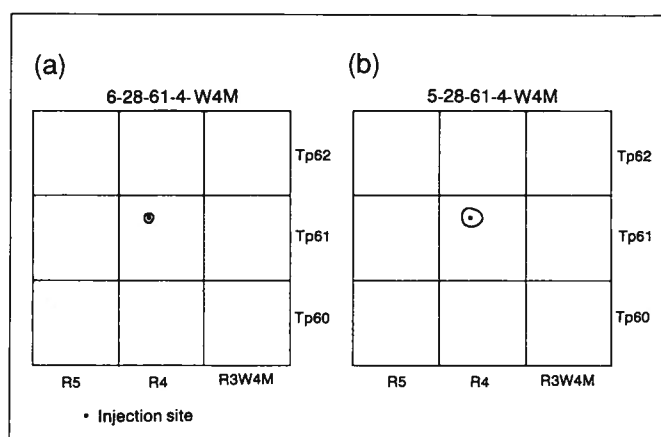 (a)
6-28-61-4-W4M
Tp62
Tp61
Tp60
R5 R4 R3W4M
• Injection site
(b)
5-28-61-4-W4M
Tp62
Tp61
Tp60
R5 R4 R3W4M